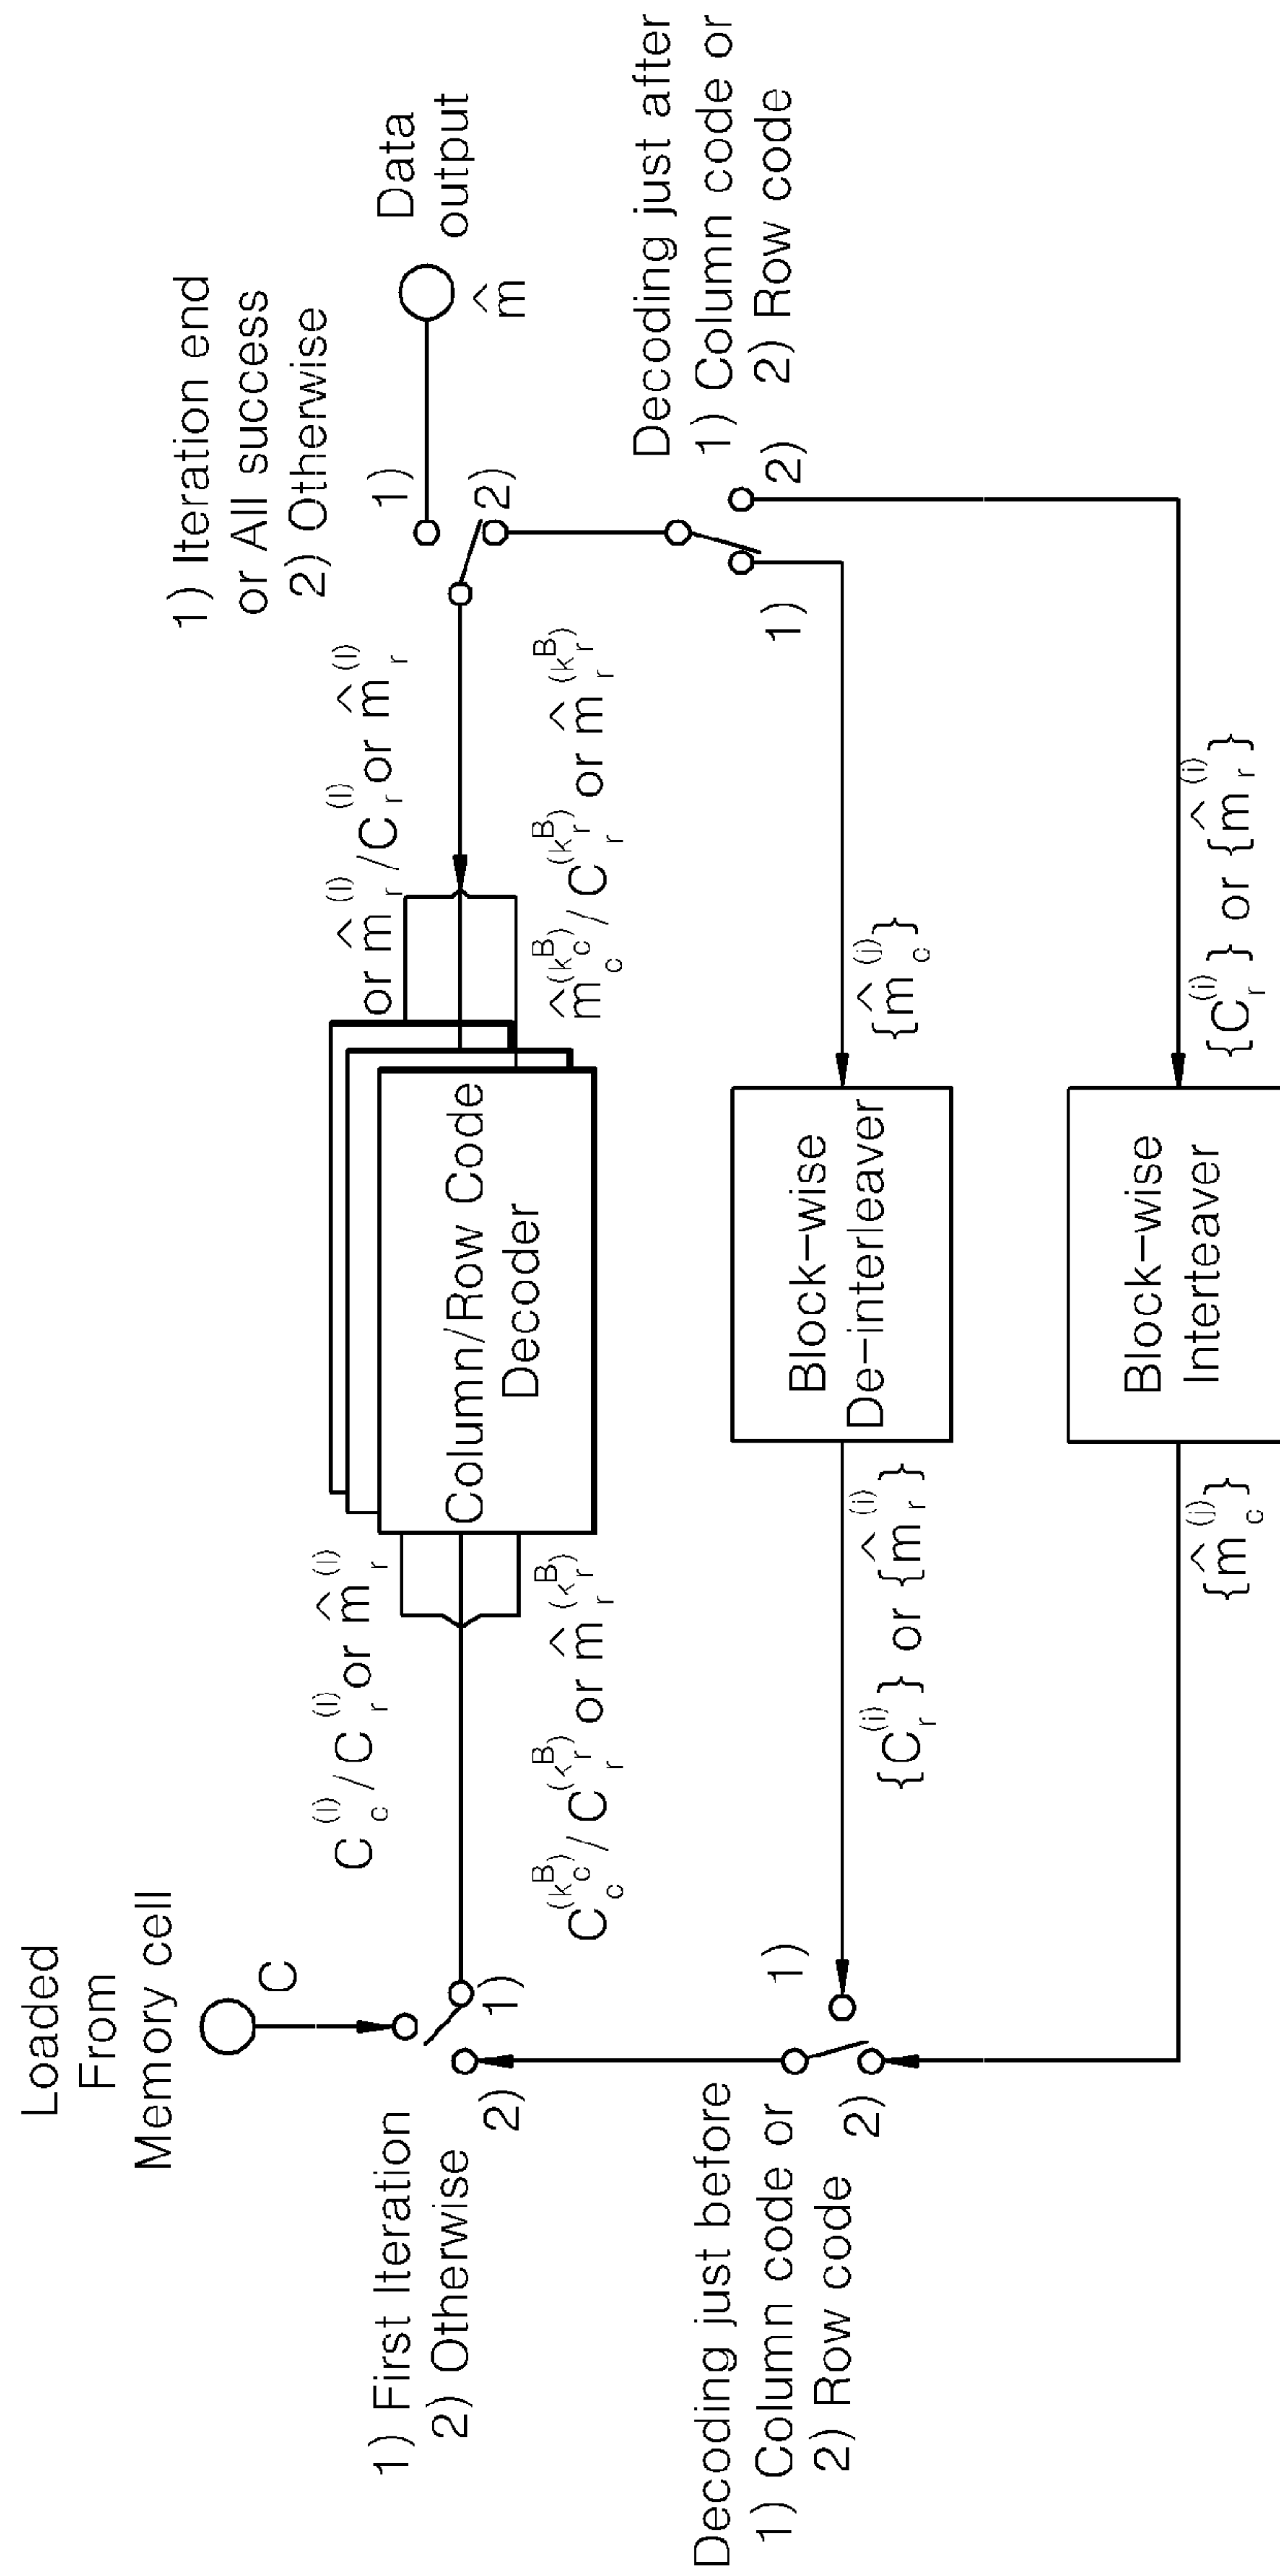 Loaded
From
Memory cell
C
1) First Iteration
2) Otherwise
1)
2)
C_c^(l)/C_r^(l) or m̂_r^(l)
C_c^(k_c^B)/C_r^(k_r^B) or m̂_r^(k_r^B)
Column/Row Code
Decoder
or m̂_r^(l)/C_r^(l) or m̂_r^(l)
m̂_c^(k_c^B)/C_r^(k_r^B) or m̂_r^(k_r^B)
1) Iteration end
or All success
2) Otherwise
1)
2)
Data
output
m̂
Decoding just after
1) Column code or
2) Row code
1)
2)
Decoding just before
1) Column code or
2) Row code
1)
2)
{C_r^(i)} or {m̂_r^(i)}
Block-wise
De-interleaver
{m̂_c^(j)}
{m̂_c^(j)}
Block-wise
Interteaver
{C_r^(i)} or {m̂_r^(i)}